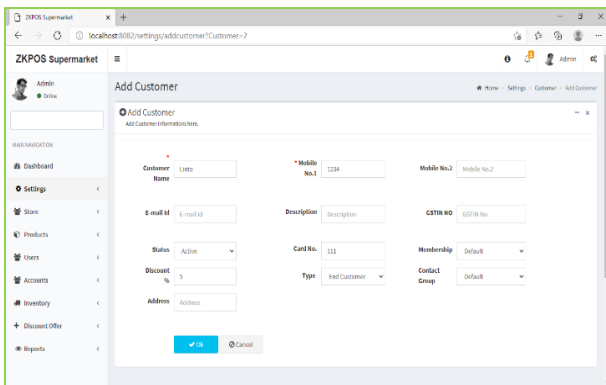 ZKPOS Supermarket
localhost:8082/settings/addcustomer?Customer=2
ZKPOS Supermarket
Admin
Admin
Online
Add Customer
Home > Settings > Customer > Add Customer
Add Customer
Add Customer Informations here.
MAIN NAVIGATION
Dashboard
Settings
Store
Products
Users
Accounts
Inventory
Discount Offer
Reports
* Customer Name
Linto
* Mobile No.1
1234
Mobile No.2
Mobile No.2
E-mail Id
E-mail Id
Description
Description
GSTIN NO
GSTIN No
Status
Active
Card No.
111
Membership
Default
Discount %
5
Type
End Customer
Contact Group
Default
Address
Address
Ok
Cancel